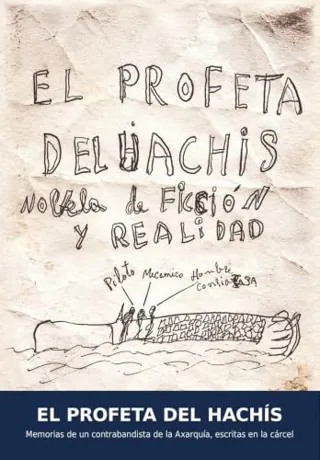 EL PROFETA
DEL HACHIS
NOVELA de FICCIÓN
Y REALIDAD
Piloto Mecanico Hombre
Contianza
EL PROFETA DEL HACHÍS
Memorias de un contrabandista de la Axarquía, escritas en la cárcel